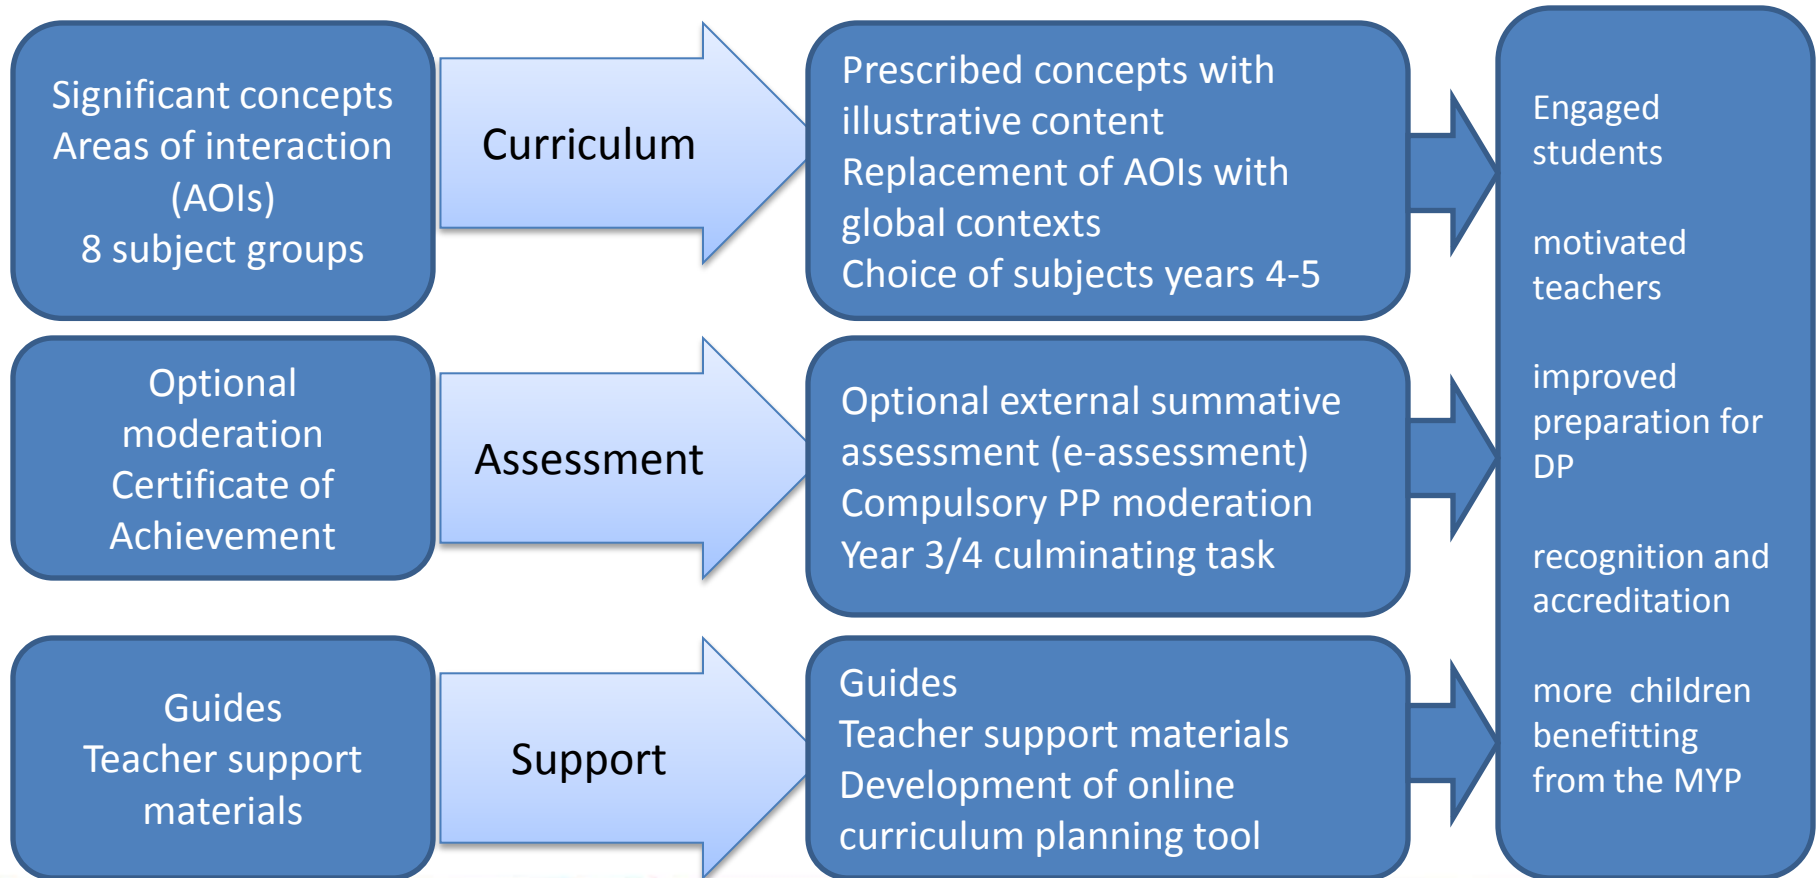 Significant concepts
Areas of interaction
(AOIs)
8 subject groups
Curriculum
Prescribed concepts with
illustrative content
Replacement of AOIs with
global contexts
Choice of subjects years 4-5
Optional
moderation
Certificate of
Achievement
Assessment
Optional external summative
assessment (e-assessment)
Compulsory PP moderation
Year 3/4 culminating task
Guides
Teacher support
materials
Support
Guides
Teacher support materials
Development of online
curriculum planning tool
Engaged
students
motivated
teachers
improved
preparation for
DP
recognition and
accreditation
more children
benefitting
from the MYP